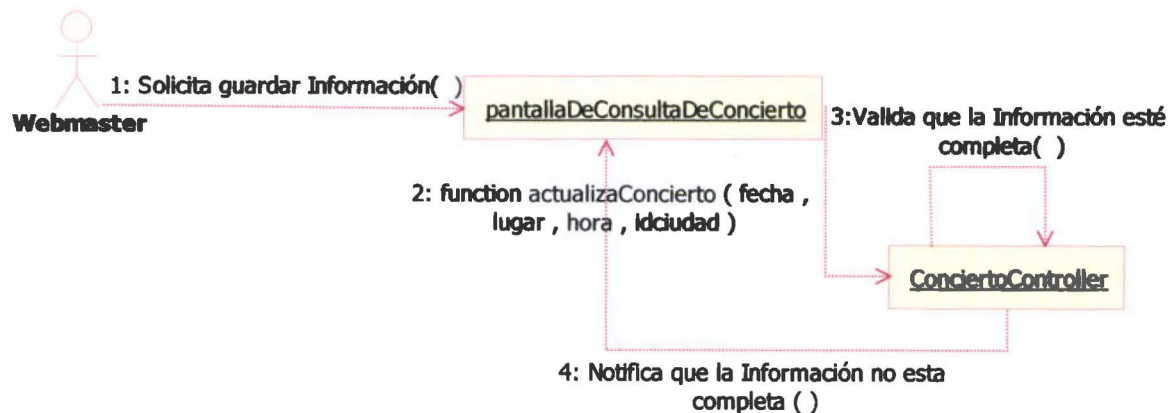 1: Solicita guardar Información( )
Webmaster
pantallaDeConsultaDeConcierto
3:Valida que la Información esté
completa( )
2: function actualizaConcierto ( fecha ,
lugar , hora , idciudad )
ConciertoController
4: Notifica que la Información no esta
completa ( )